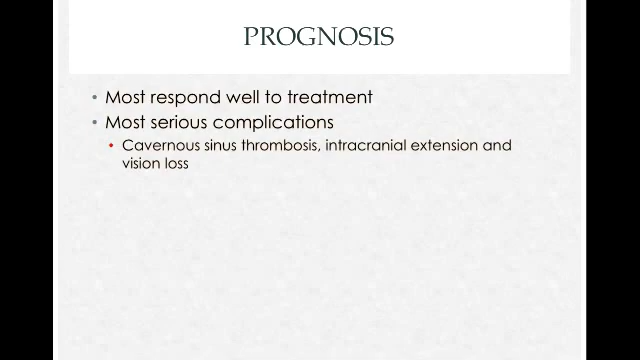 PROGNOSIS
• Most respond well to treatment
• Most serious complications
• Cavernous sinus thrombosis, intracranial extension and
vision loss